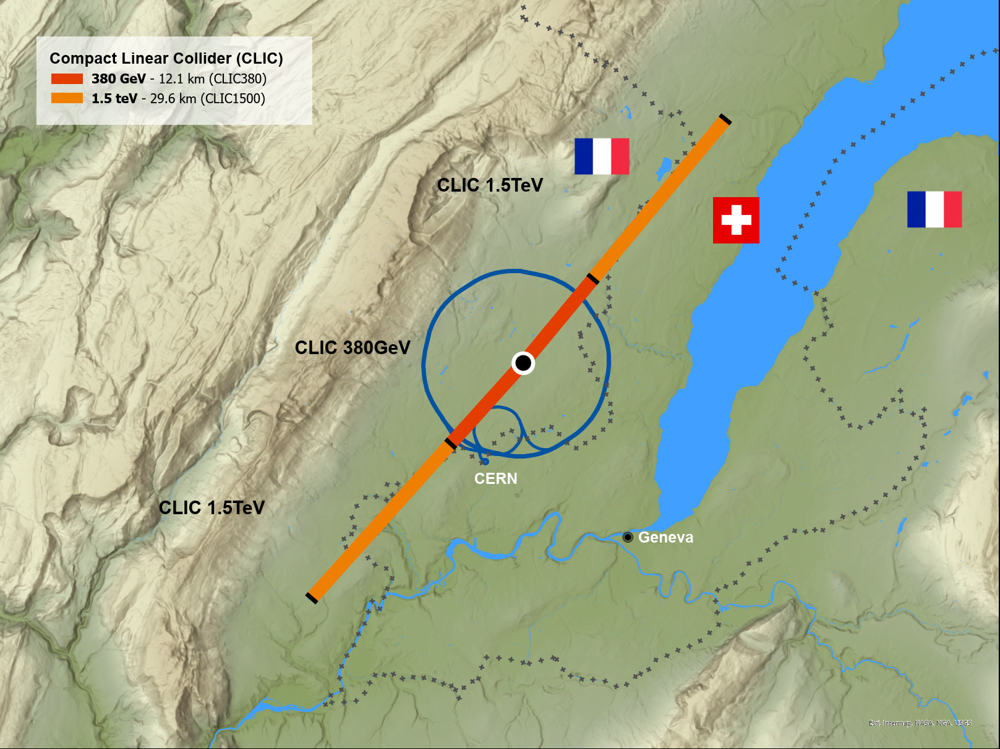 Compact Linear Collider (CLIC)
380 GeV - 12.1 km (CLIC380)
1.5 teV - 29.6 km (CLIC1500)
CLIC 1.5TeV
CLIC 380GeV
CERN
CLIC 1.5TeV
Geneva
Esri, Intermap, NASA, NGA, USGS